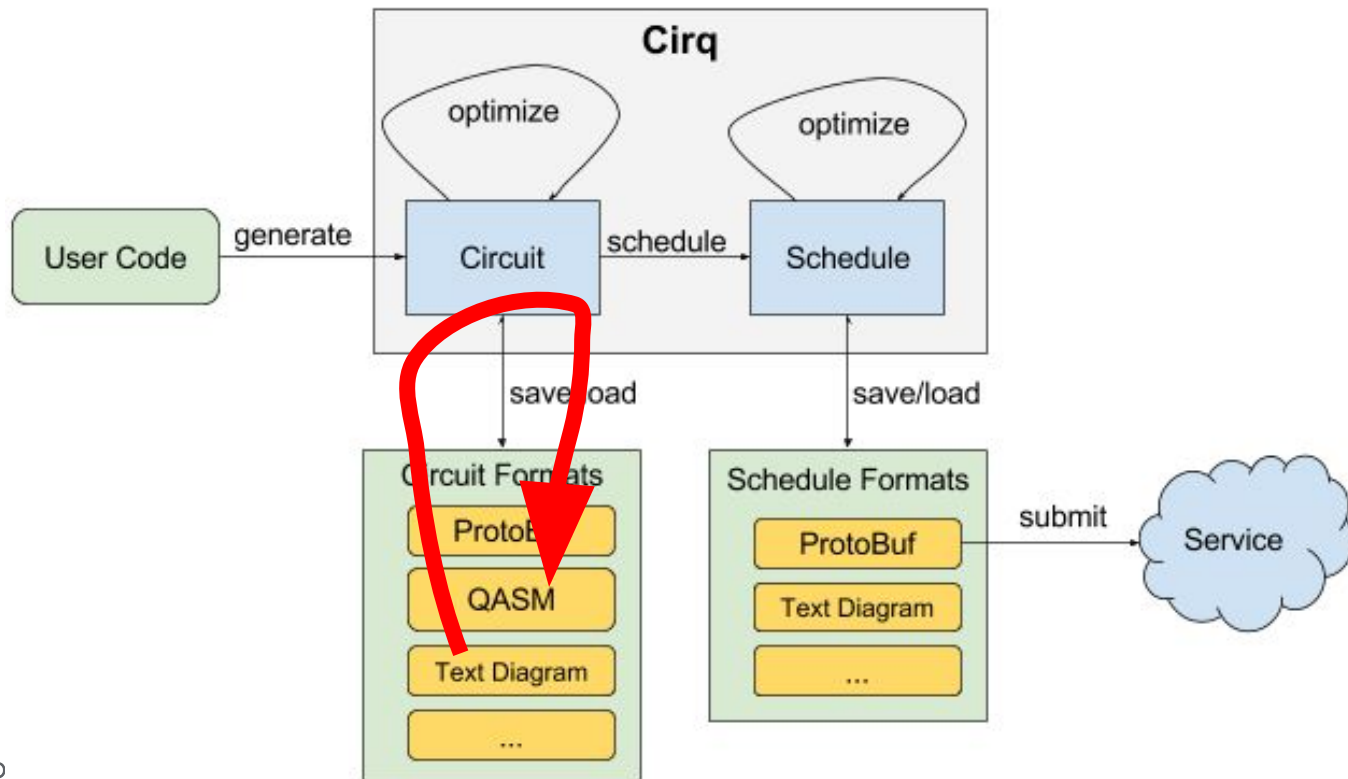 Cirq
optimize
optimize
User Code
generate
Circuit
schedule
Schedule
save/load
save/load
Circuit Formats
ProtoBuf
QASM
Text Diagram
...
Schedule Formats
ProtoBuf
Text Diagram
...
submit
Service